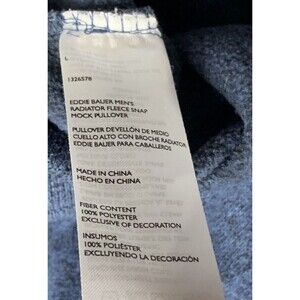 L
1326578
EDDIE BAUER MEN'S
RADIATOR FLEECE SNAP
MOCK PULLOVER
PULLOVER DEVELLÓN DE MEDIO
CUELLO ALTO CON BROCHE RADIATOR
EDDIE BAUER PARA CABALLEROS
MADE IN CHINA
HECHO EN CHINA
FIBER CONTENT
100% POLYESTER
EXCLUSIVE OF DECORATION
INSUMOS
100% POLIÉSTER
EXCLUYENDO LA DECORACIÓN